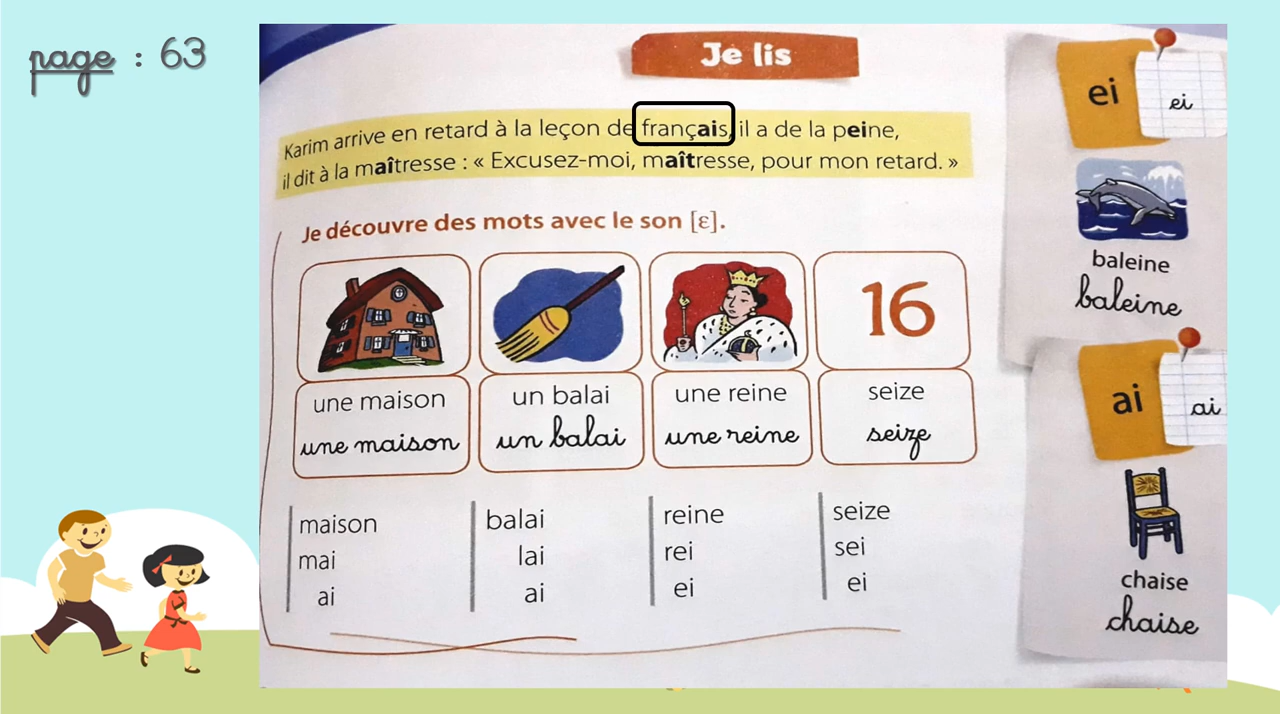 page : 63
Je lis
Karim arrive en retard à la leçon de français, il a de la peine,
il dit à la maîtresse : « Excusez-moi, maîtresse, pour mon retard. »
Je découvre des mots avec le son [ɛ].
16
une maison
une maison
un balai
un balai
une reine
une reine
seize
seize
maison
mai
ai
balai
lai
ai
reine
rei
ei
seize
sei
ei
ei
ei
baleine
baleine
ai
ai
chaise
chaise